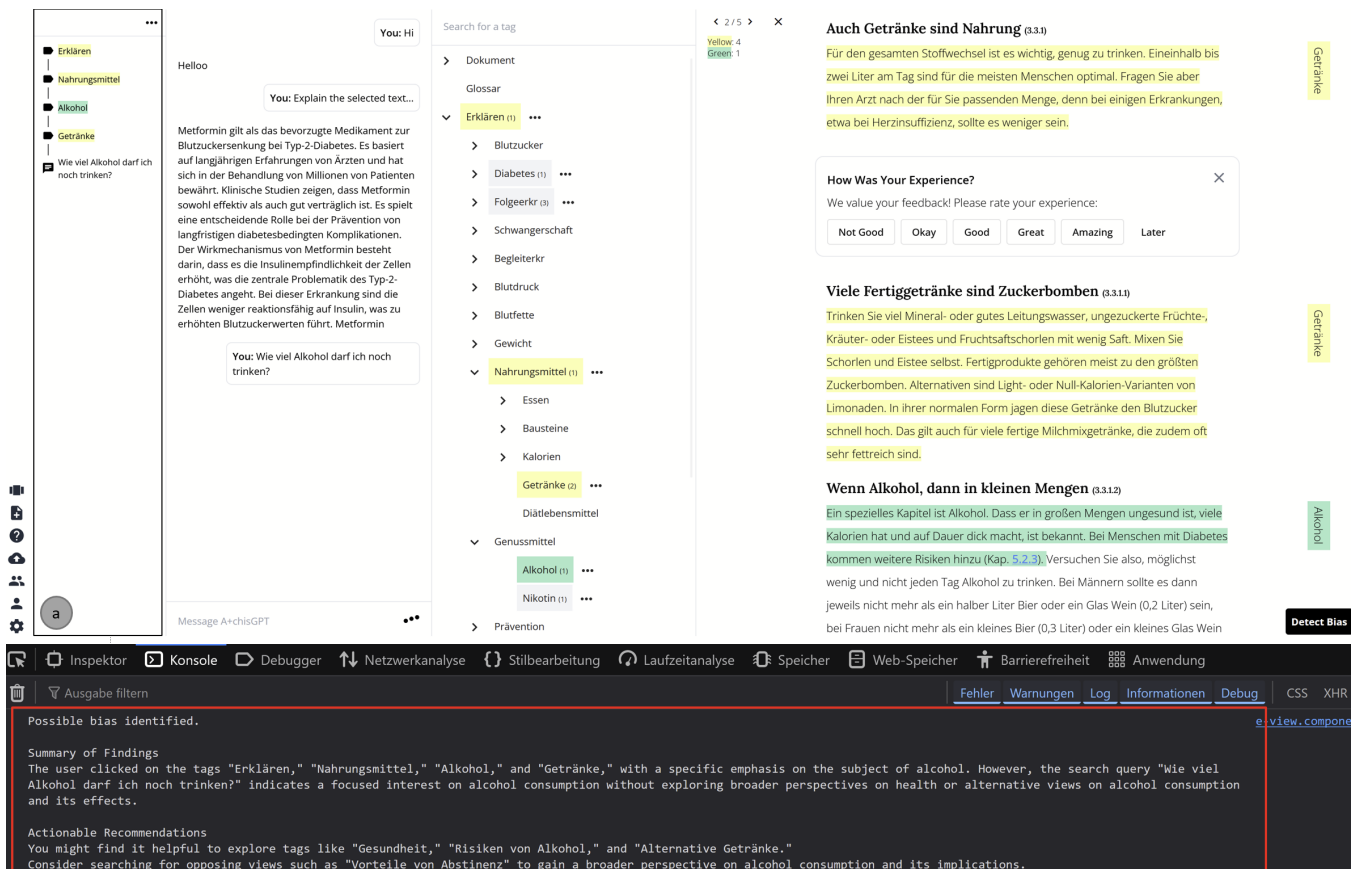 Erklären
Nahrungsmittel
Alkohol
Getränke
Wie viel Alkohol darf ich
noch trinken?
a
You: Hi
Helloo
You: Explain the selected text...
Metformin gilt als das bevorzugte Medikament zur
Blutzuckersenkung bei Typ-2-Diabetes. Es basiert
auf langjährigen Erfahrungen von Ärzten und hat
sich in der Behandlung von Millionen von Patienten
bewährt. Klinische Studien zeigen, dass Metformin
sowohl effektiv als auch gut verträglich ist. Es spielt
eine entscheidende Rolle bei der Prävention von
langfristigen diabetesbedingten Komplikationen.
Der Wirkmechanismus von Metformin besteht
darin, dass es die Insulinempfindlichkeit der Zellen
erhöht, was die zentrale Problematik des Typ-2-
Diabetes angeht. Bei dieser Erkrankung sind die
Zellen weniger reaktionsfähig auf Insulin, was zu
erhöhten Blutzuckerwerten führt. Metformin
You: Wie viel Alkohol darf ich noch
trinken?
Message A+chisGPT
Search for a tag
Dokument
Glossar
Erklären (1)
Blutzucker
Diabetes (1)
Folgeerkr (3)
Schwangerschaft
Begleiterkr
Blutdruck
Blutfette
Gewicht
Nahrungsmittel (1)
Essen
Bausteine
Kalorien
Getränke (2)
Diätlebensmittel
Genussmittel
Alkohol (1)
Nikotin (1)
Prävention
2 / 5
Yellow: 4
Green: 1
Auch Getränke sind Nahrung (3.3.1)
Für den gesamten Stoffwechsel ist es wichtig, genug zu trinken. Eineinhalb bis
zwei Liter am Tag sind für die meisten Menschen optimal. Fragen Sie aber
Ihren Arzt nach der für Sie passenden Menge, denn bei einigen Erkrankungen,
etwa bei Herzinsuffizienz, sollte es weniger sein.
Getränke
How Was Your Experience?
We value your feedback! Please rate your experience:
Not Good Okay Good Great Amazing Later
Viele Fertiggetränke sind Zuckerbomben (3.3.1.1)
Trinken Sie viel Mineral- oder gutes Leitungswasser, ungezuckerte Früchte-,
Kräuter- oder Eistees und Fruchtsaftschorlen mit wenig Saft. Mixen Sie
Schorlen und Eistee selbst. Fertigprodukte gehören meist zu den größten
Zuckerbomben. Alternativen sind Light- oder Null-Kalorien-Varianten von
Limonaden. In ihrer normalen Form jagen diese Getränke den Blutzucker
schnell hoch. Das gilt auch für viele fertige Milchmixgetränke, die zudem oft
sehr fettreich sind.
Getränke
Wenn Alkohol, dann in kleinen Mengen (3.3.1.2)
Ein spezielles Kapitel ist Alkohol. Dass er in großen Mengen ungesund ist, viele
Kalorien hat und auf Dauer dick macht, ist bekannt. Bei Menschen mit Diabetes
kommen weitere Risiken hinzu (Kap. 5.2.3). Versuchen Sie also, möglichst
wenig und nicht jeden Tag Alkohol zu trinken. Bei Männern sollte es dann
jeweils nicht mehr als ein halber Liter Bier oder ein Glas Wein (0,2 Liter) sein,
bei Frauen nicht mehr als ein kleines Bier (0,3 Liter) oder ein kleines Glas Wein
Alkohol
Detect Bias
Inspektor Konsole Debugger Netzwerkanalyse Stilbearbeitung Laufzeitanalyse Speicher Web-Speicher Barrierefreiheit Anwendung
Ausgabe filtern Fehler Warnungen Log Informationen Debug CSS XHR
Possible bias identified.
e-view.compone
Summary of Findings
The user clicked on the tags "Erklären," "Nahrungsmittel," "Alkohol," and "Getränke," with a specific emphasis on the subject of alcohol. However, the search query "Wie viel
Alkohol darf ich noch trinken?" indicates a focused interest on alcohol consumption without exploring broader perspectives on health or alternative views on alcohol consumption
and its effects.
Actionable Recommendations
You might find it helpful to explore tags like "Gesundheit," "Risiken von Alkohol," and "Alternative Getränke."
Consider searching for opposing views such as "Vorteile von Abstinenz" to gain a broader perspective on alcohol consumption and its implications.